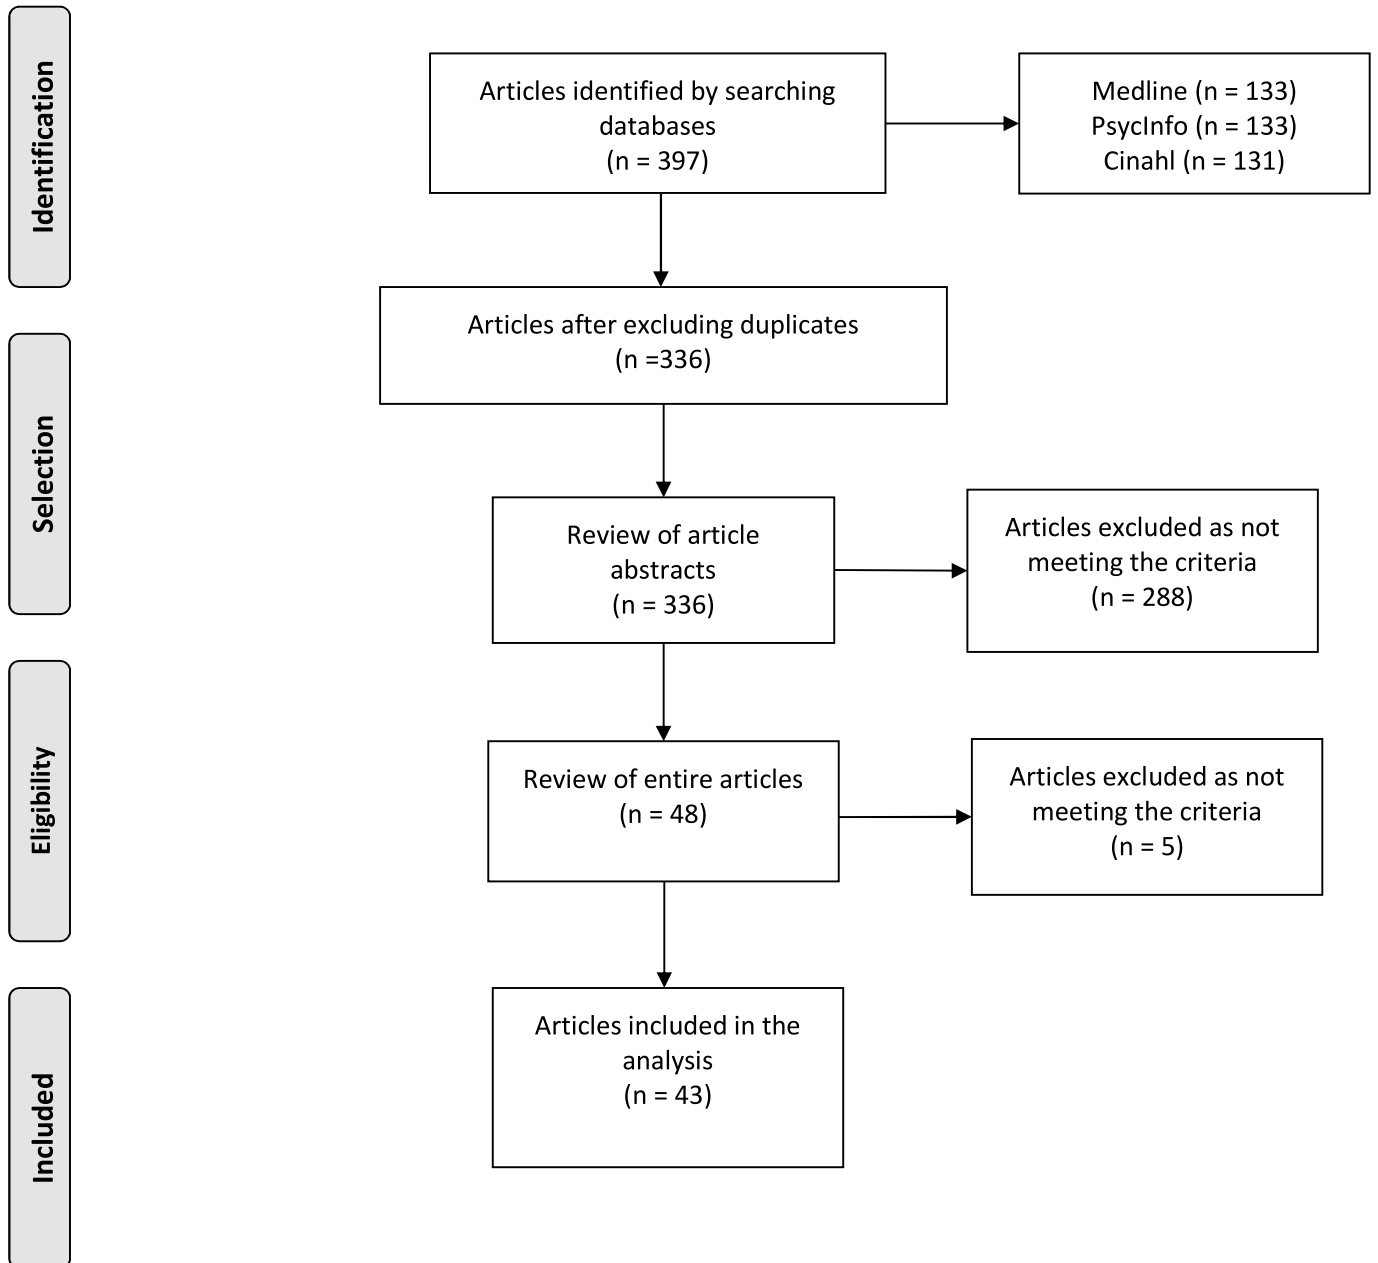 Identification
Articles identified by searching
databases
(n = 397)
Medline (n = 133)
PsycInfo (n = 133)
Cinahl (n = 131)
Selection
Articles after excluding duplicates
(n =336)
Review of article
abstracts
(n = 336)
Articles excluded as not
meeting the criteria
(n = 288)
Eligibility
Review of entire articles
(n = 48)
Articles excluded as not
meeting the criteria
(n = 5)
Included
Articles included in the
analysis
(n = 43)